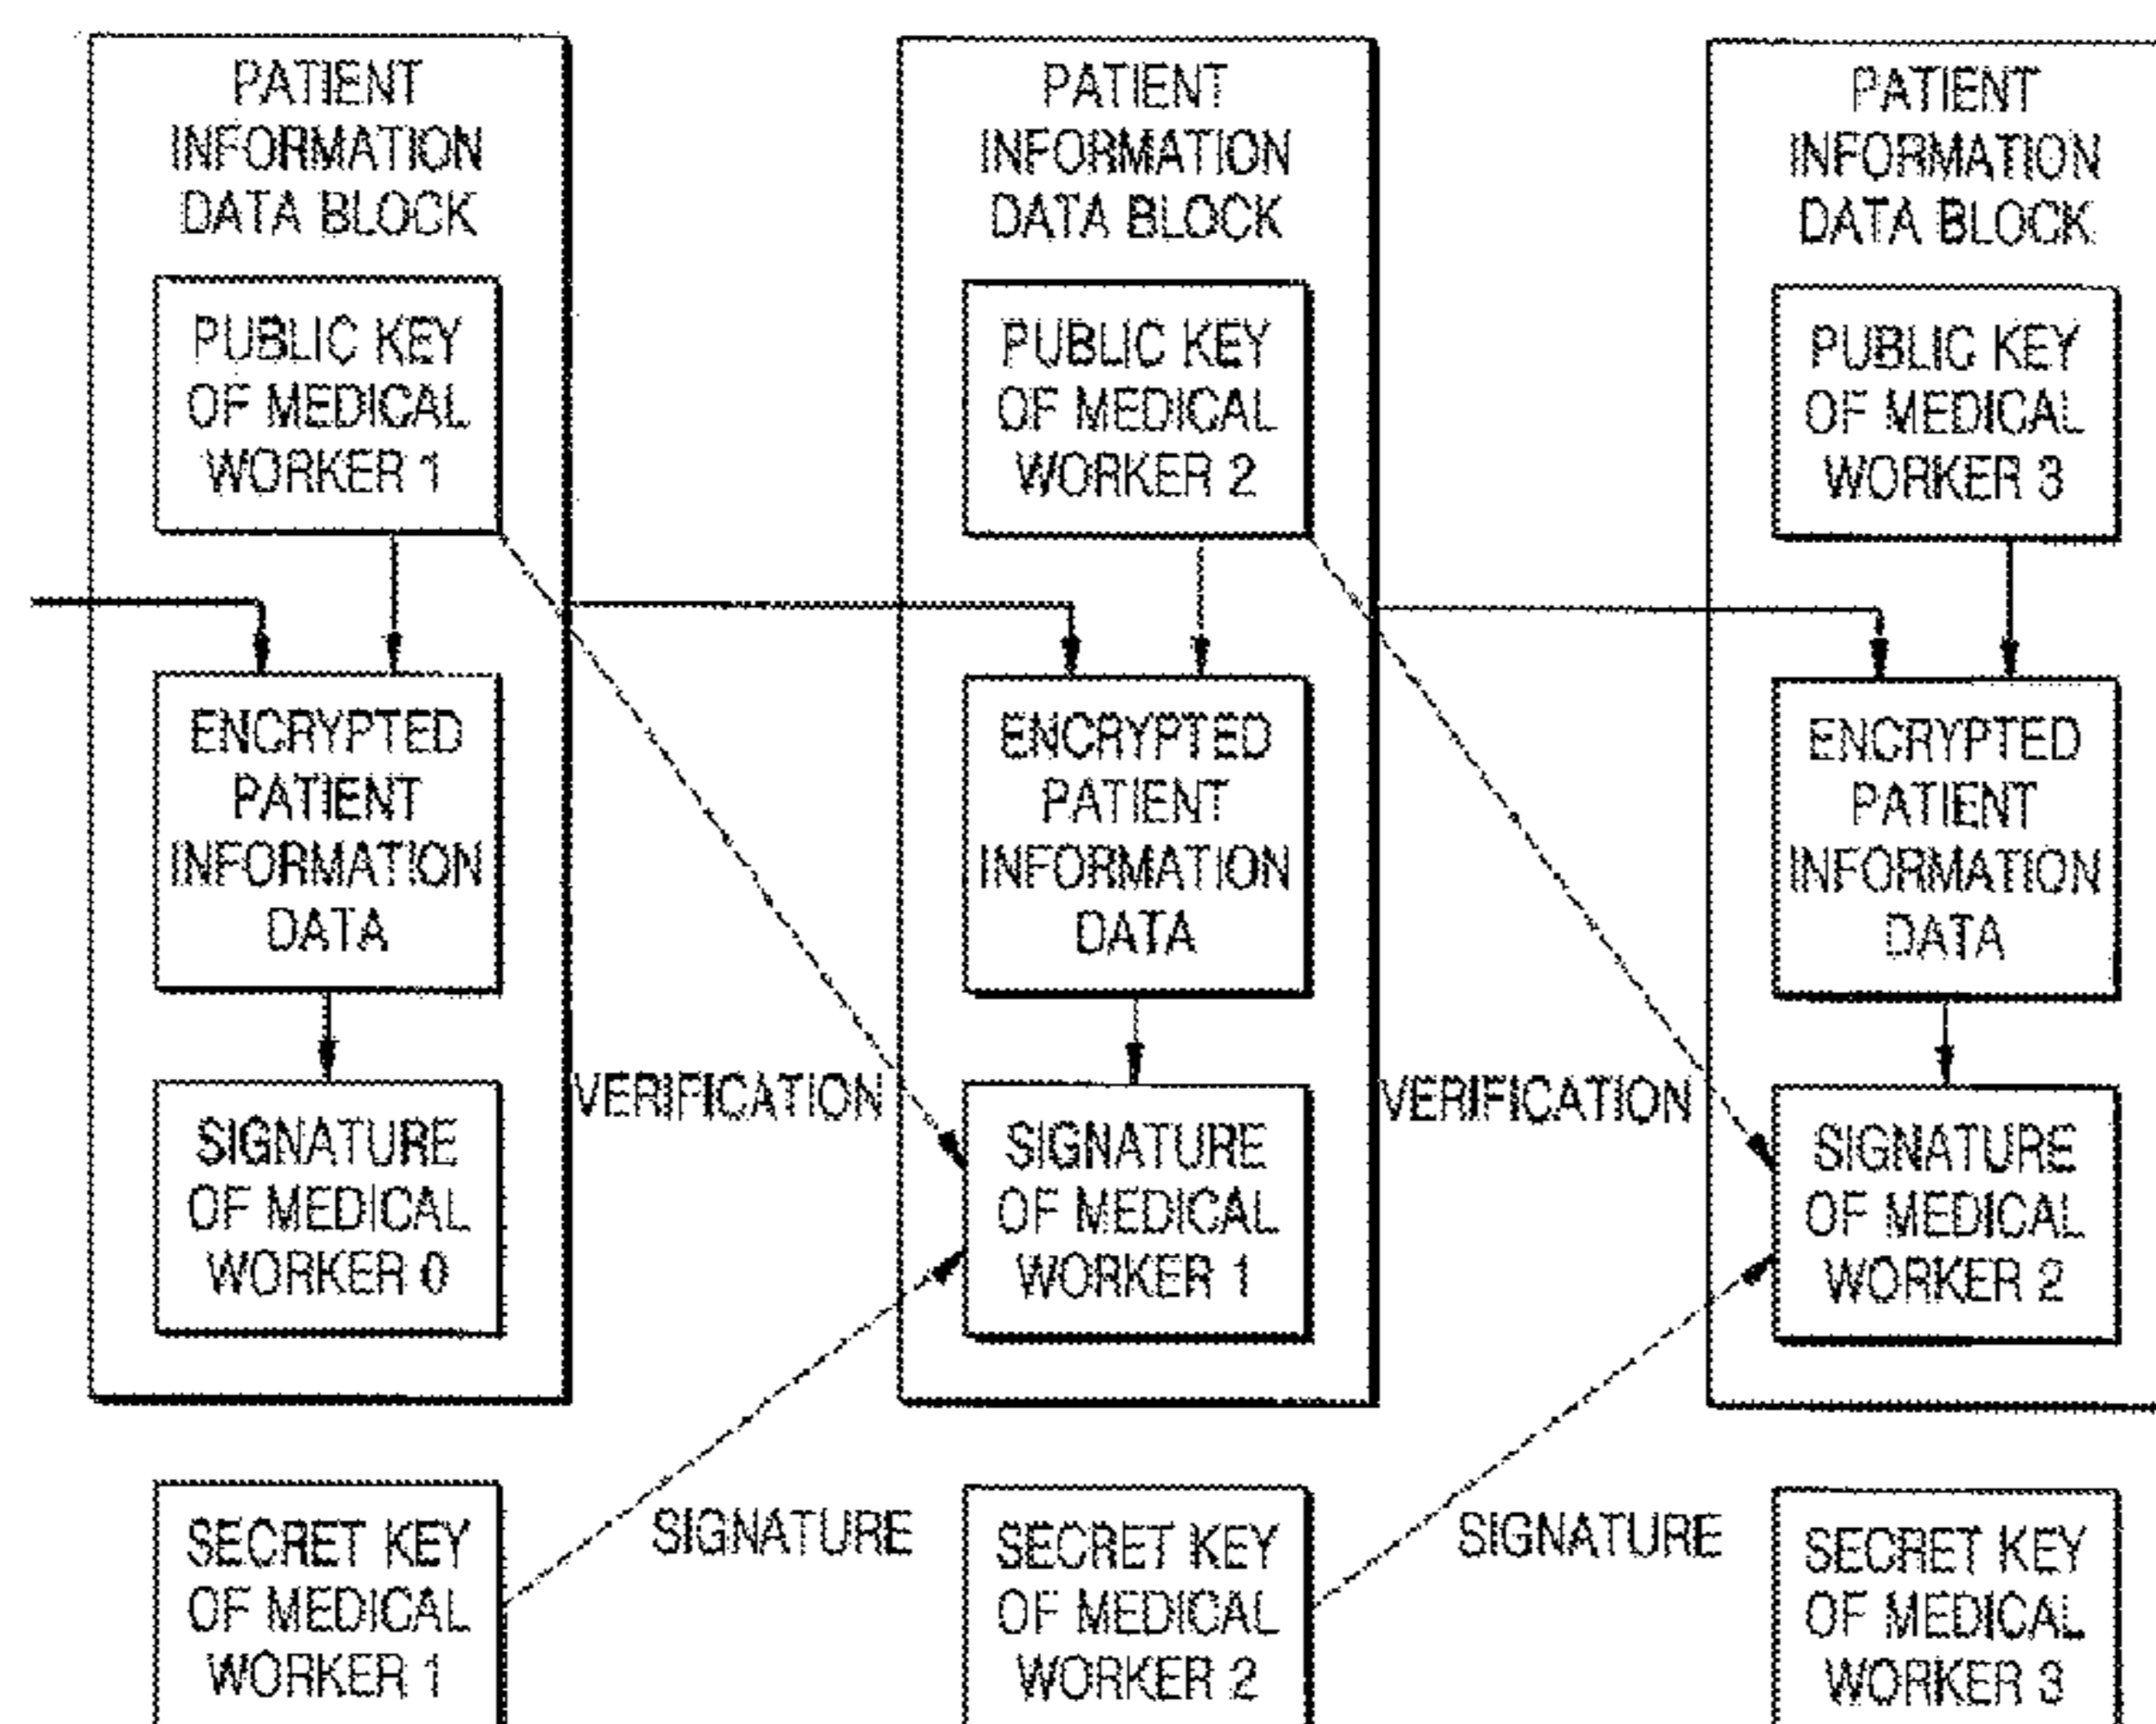 PATIENT
INFORMATION
DATA BLOCK
PUBLIC KEY
OF MEDICAL
WORKER 1
ENCRYPTED
PATIENT
INFORMATION
DATA
SIGNATURE
OF MEDICAL
WORKER 0
SECRET KEY
OF MEDICAL
WORKER 1
VERIFICATION
SIGNATURE
PATIENT
INFORMATION
DATA BLOCK
PUBLIC KEY
OF MEDICAL
WORKER 2
ENCRYPTED
PATIENT
INFORMATION
DATA
SIGNATURE
OF MEDICAL
WORKER 1
SECRET KEY
OF MEDICAL
WORKER 2
VERIFICATION
SIGNATURE
PATIENT
INFORMATION
DATA BLOCK
PUBLIC KEY
OF MEDICAL
WORKER 3
ENCRYPTED
PATIENT
INFORMATION
DATA
SIGNATURE
OF MEDICAL
WORKER 2
SECRET KEY
OF MEDICAL
WORKER 3